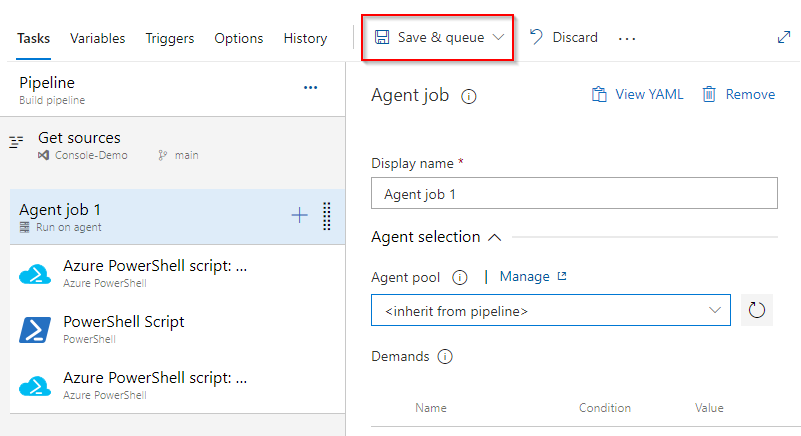 Tasks Variables Triggers Options History Save & queue Discard ...
Pipeline ...
Build pipeline
Get sources
Console-Demo main
Agent job 1
Run on agent
Azure PowerShell script: ...
Azure PowerShell
PowerShell Script
PowerShell
Azure PowerShell script: ...
Azure PowerShell
Agent job View YAML Remove
Display name *
Agent job 1
Agent selection
Agent pool | Manage
<inherit from pipeline>
Demands
Name Condition Value